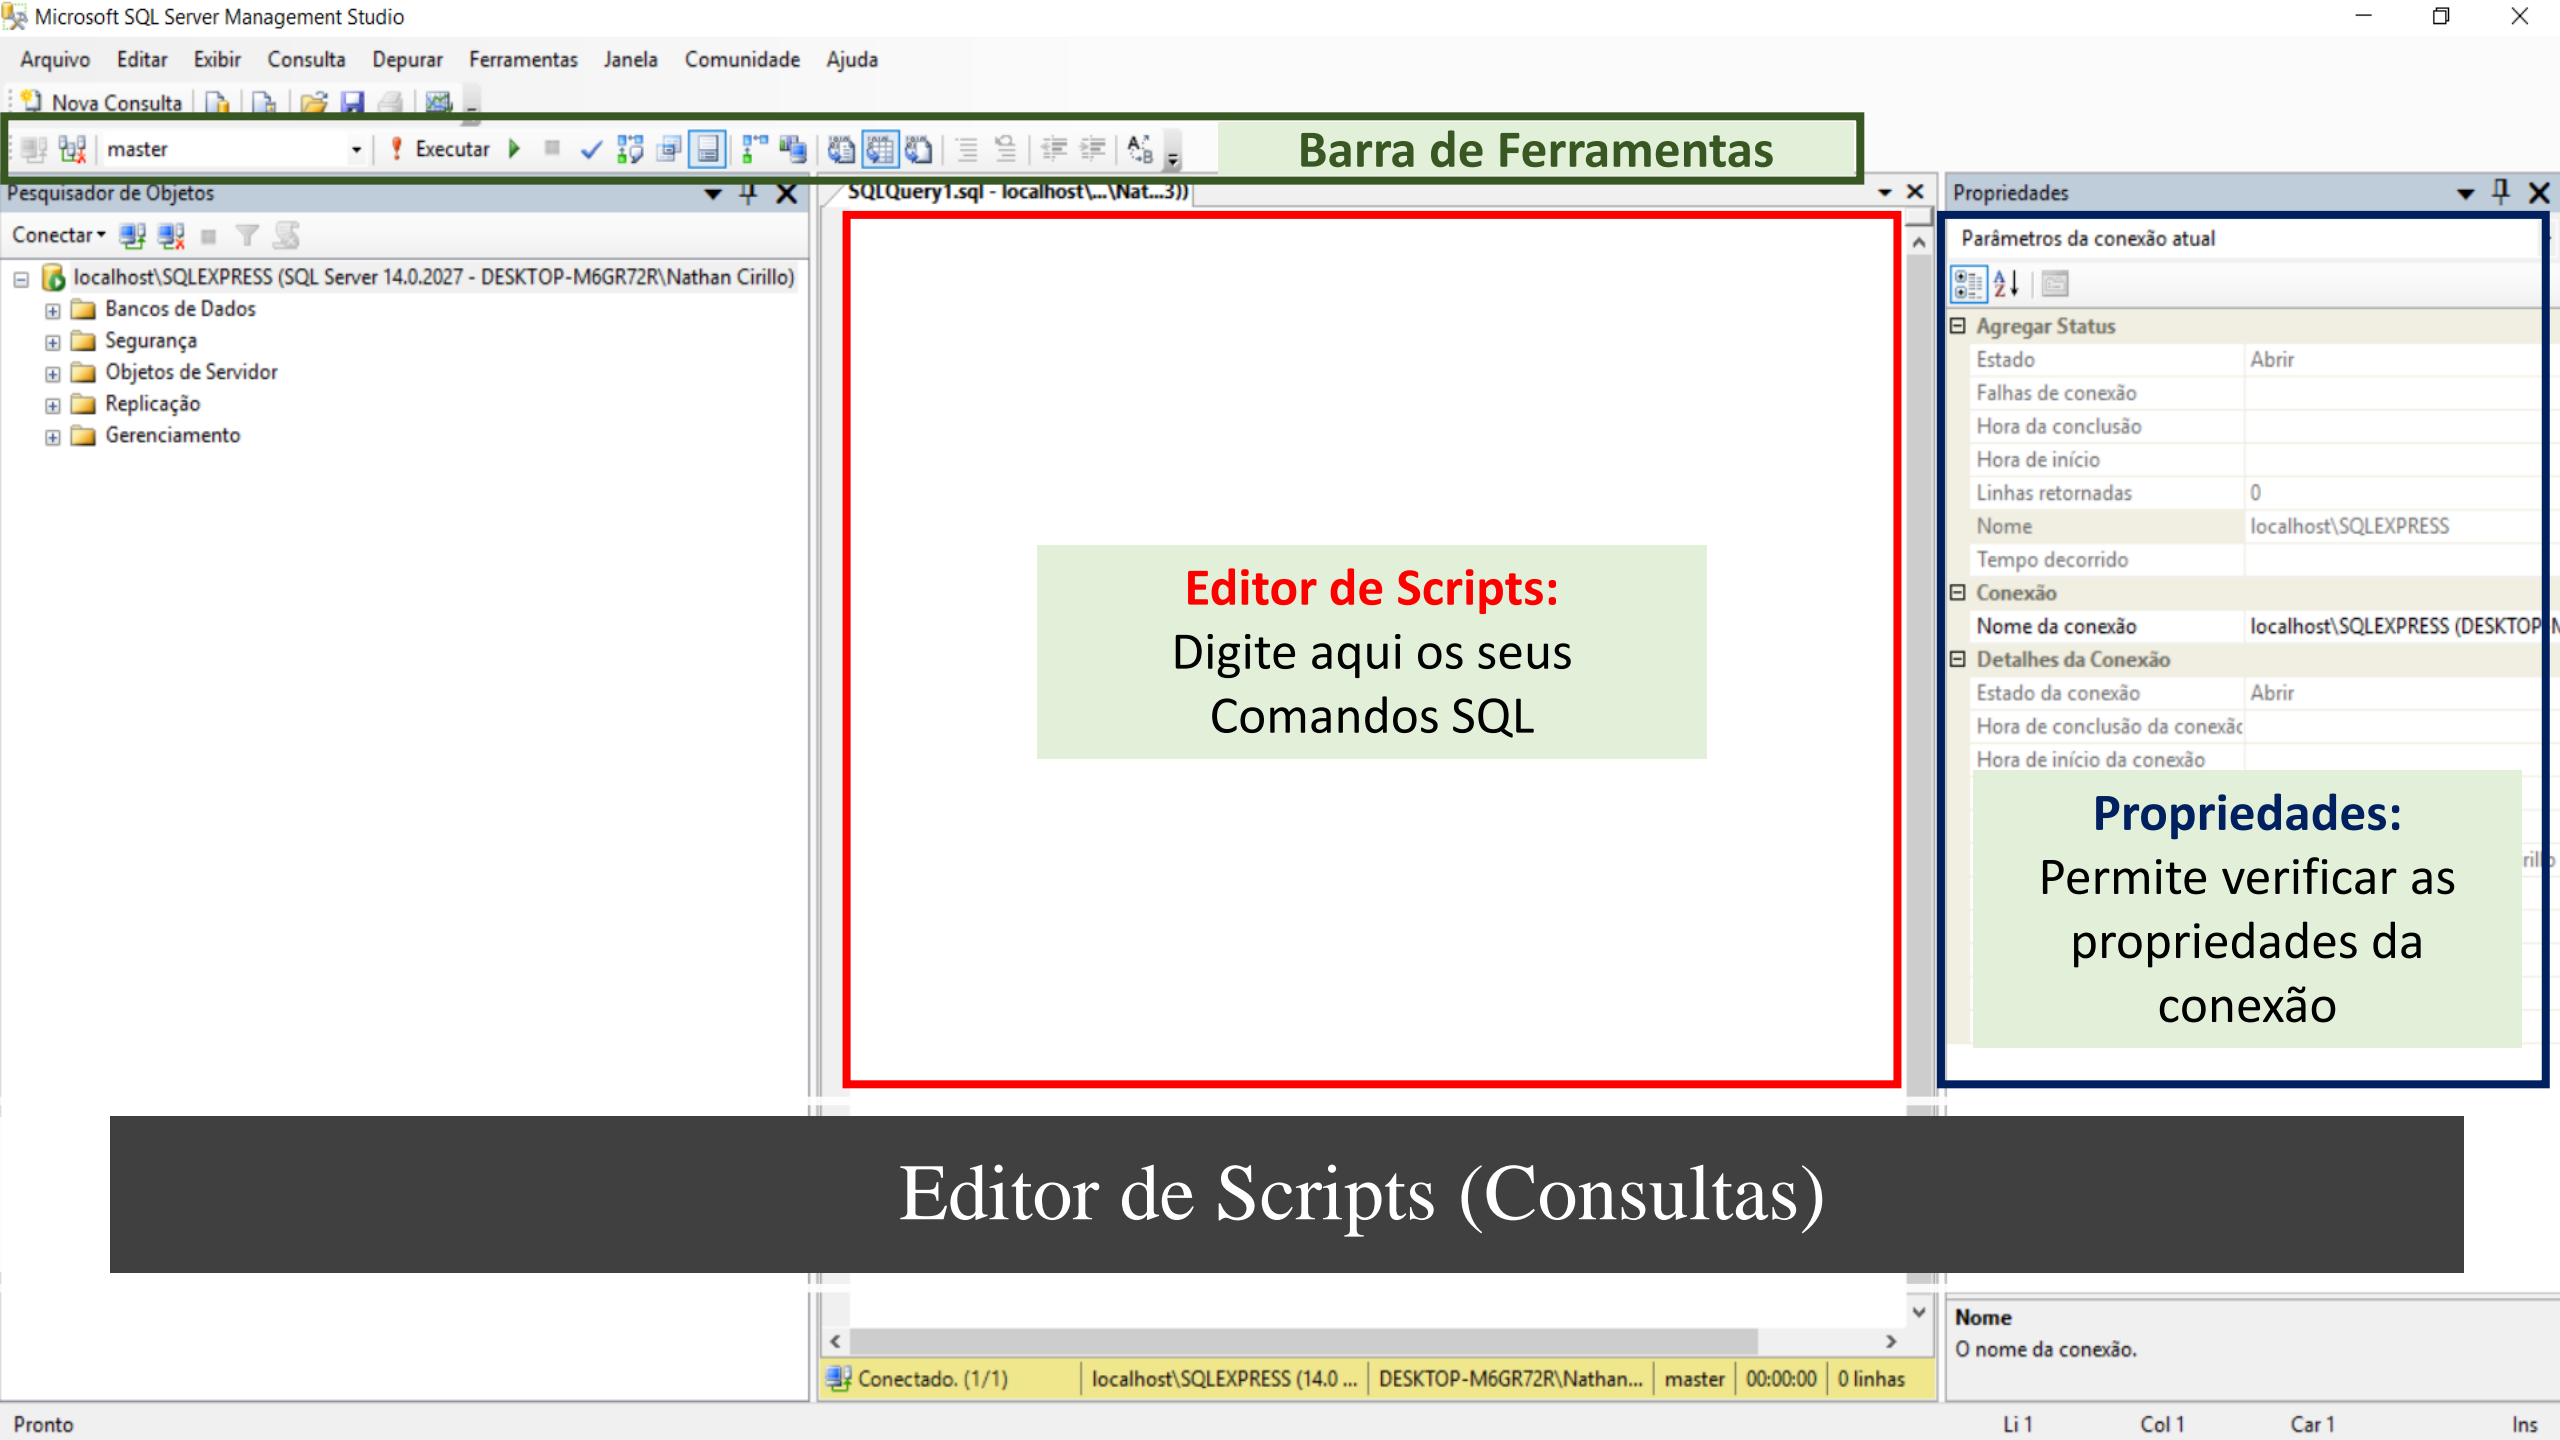 Microsoft SQL Server Management Studio
Arquivo Editar Exibir Consulta Depurar Ferramentas Janela Comunidade Ajuda
Nova Consulta
master Executar Barra de Ferramentas
Pesquisador de Objetos
SQLQuery1.sql - localhost\...\Nat...3))
Propriedades
Conectar
localhost\SQLEXPRESS (SQL Server 14.0.2027 - DESKTOP-M6GR72R\Nathan Cirillo)
Bancos de Dados
Segurança
Objetos de Servidor
Replicação
Gerenciamento
Editor de Scripts:
Digite aqui os seus
Comandos SQL
Parâmetros da conexão atual
Agregar Status
Estado Abrir
Falhas de conexão
Hora da conclusão
Hora de início
Linhas retornadas 0
Nome localhost\SQLEXPRESS
Tempo decorrido
Conexão
Nome da conexão localhost\SQLEXPRESS (DESKTOP-M
Detalhes da Conexão
Estado da conexão Abrir
Hora de conclusão da conexão
Hora de início da conexão
Propriedades:
Permite verificar as
propriedades da
conexão
Editor de Scripts (Consultas)
Nome
O nome da conexão.
Conectado. (1/1) localhost\SQLEXPRESS (14.0 ... DESKTOP-M6GR72R\Nathan... master 00:00:00 0 linhas
Pronto Li 1 Col 1 Car 1 Ins